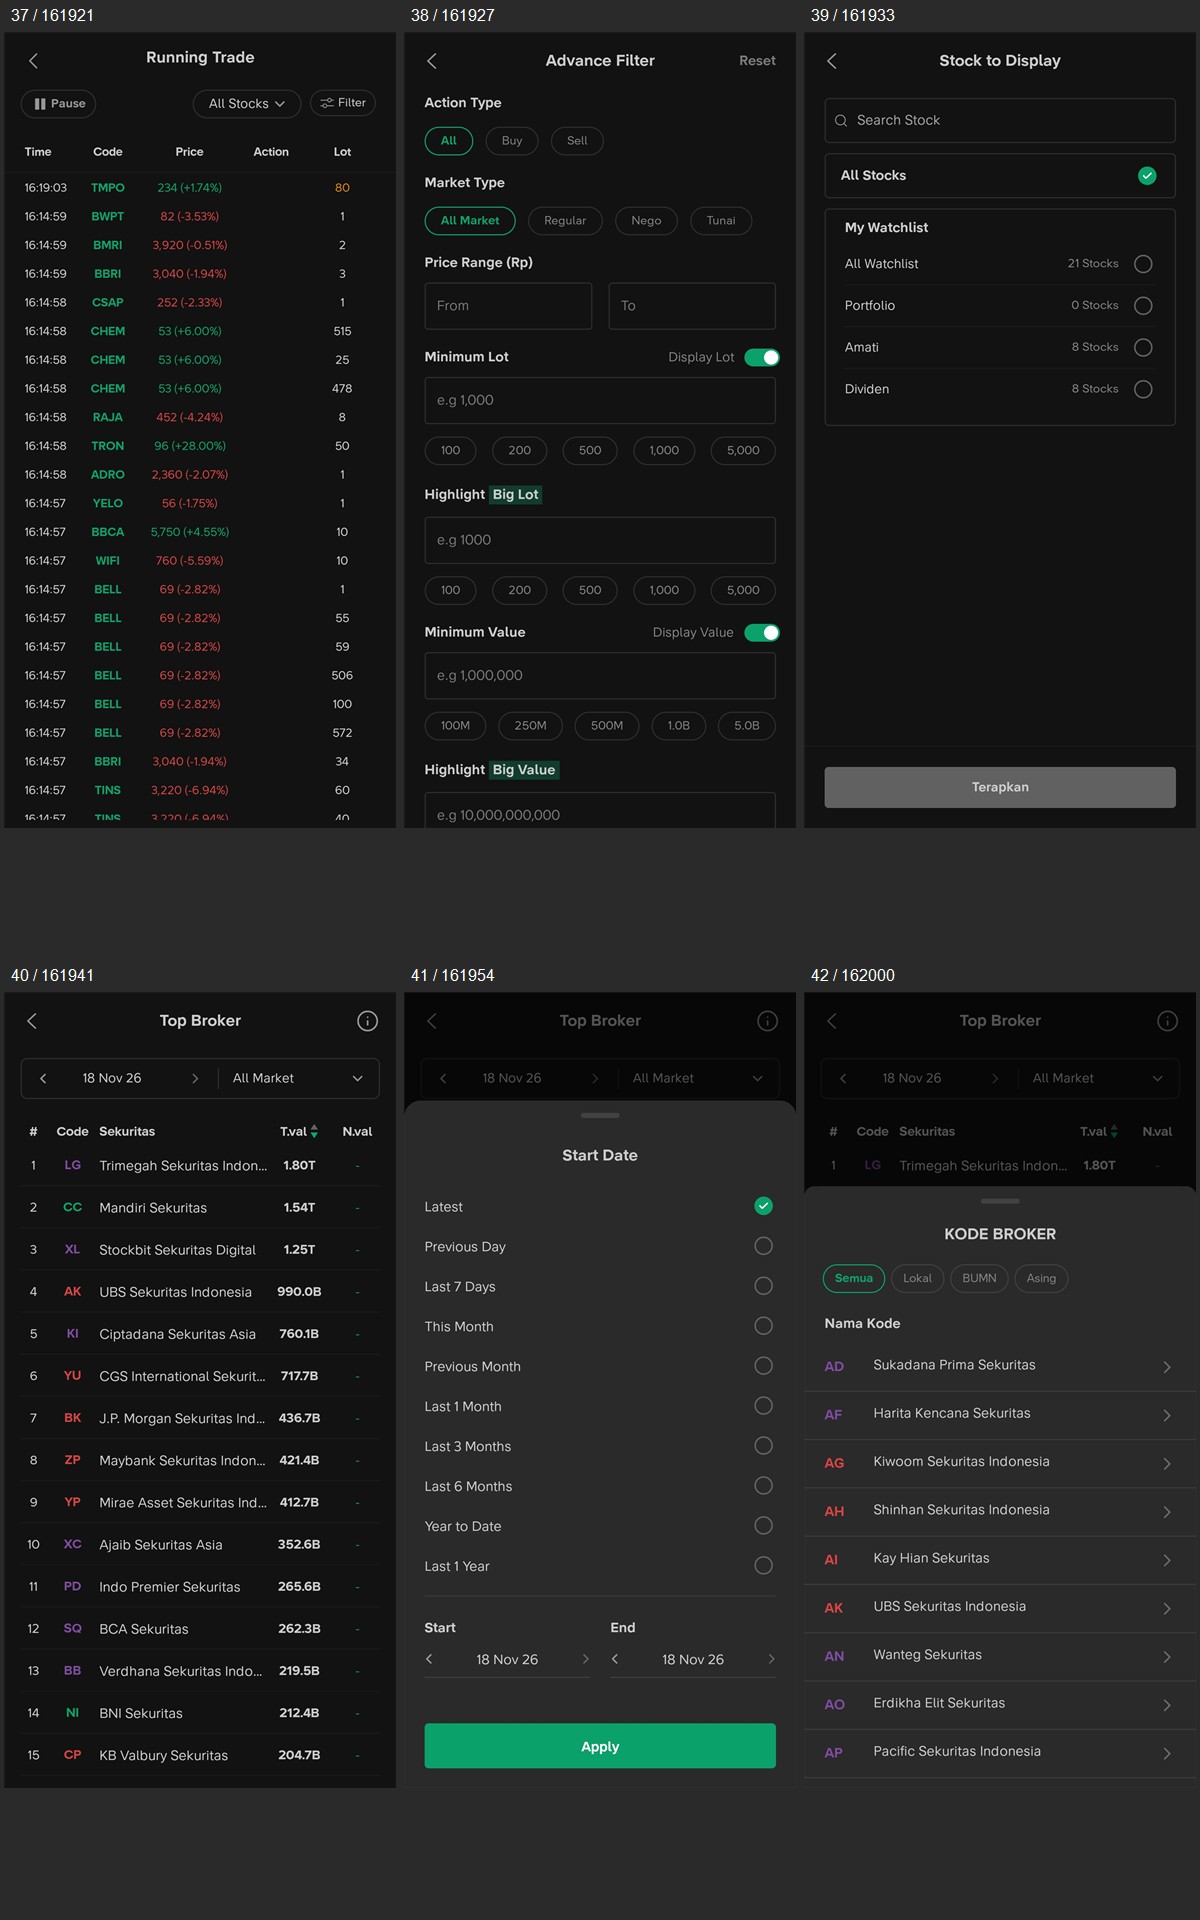 37 / 161921
Running Trade
Pause
All Stocks
Filter
Time Code Price Action Lot
16:19:03 TMPO 234 (+1.74%) 80
16:14:59 BWPT 82 (-3.53%) 1
16:14:59 BMRI 3,920 (-0.51%) 2
16:14:59 BBRI 3,040 (-1.94%) 3
16:14:58 CSAP 252 (-2.33%) 1
16:14:58 CHEM 53 (+6.00%) 515
16:14:58 CHEM 53 (+6.00%) 25
16:14:58 CHEM 53 (+6.00%) 478
16:14:58 RAJA 452 (-4.24%) 8
16:14:58 TRON 96 (+28.00%) 50
16:14:58 ADRO 2,360 (-2.07%) 1
16:14:57 YELO 56 (-1.75%) 1
16:14:57 BBCA 5,750 (+4.55%) 10
16:14:57 WIFI 760 (-5.59%) 10
16:14:57 BELL 69 (-2.82%) 1
16:14:57 BELL 69 (-2.82%) 55
16:14:57 BELL 69 (-2.82%) 59
16:14:57 BELL 69 (-2.82%) 506
16:14:57 BELL 69 (-2.82%) 100
16:14:57 BELL 69 (-2.82%) 572
16:14:57 BBRI 3,040 (-1.94%) 34
16:14:57 TINS 3,220 (-6.94%) 60
16:14:57 TINS 3,220 (-6.94%) 40
38 / 161927
Advance Filter
Reset
Action Type
All Buy Sell
Market Type
All Market Regular Nego Tunai
Price Range (Rp)
From To
Minimum Lot Display Lot
e.g 1,000
100 200 500 1,000 5,000
Highlight Big Lot
e.g 1000
100 200 500 1,000 5,000
Minimum Value Display Value
e.g 1,000,000
100M 250M 500M 1.0B 5.0B
Highlight Big Value
e.g 10,000,000,000
39 / 161933
Stock to Display
Search Stock
All Stocks
My Watchlist
All Watchlist 21 Stocks
Portfolio 0 Stocks
Amati 8 Stocks
Dividen 8 Stocks
Terapkan
40 / 161941
Top Broker
18 Nov 26 All Market
# Code Sekuritas T.val N.val
1 LG Trimegah Sekuritas Indon... 1.80T -
2 CC Mandiri Sekuritas 1.54T -
3 XL Stockbit Sekuritas Digital 1.25T -
4 AK UBS Sekuritas Indonesia 990.0B -
5 KI Ciptadana Sekuritas Asia 760.1B -
6 YU CGS International Sekurit... 717.7B -
7 BK J.P. Morgan Sekuritas Ind... 436.7B -
8 ZP Maybank Sekuritas Indon... 421.4B -
9 YP Mirae Asset Sekuritas Ind... 412.7B -
10 XC Ajaib Sekuritas Asia 352.6B -
11 PD Indo Premier Sekuritas 265.6B -
12 SQ BCA Sekuritas 262.3B -
13 BB Verdhana Sekuritas Indo... 219.5B -
14 NI BNI Sekuritas 212.4B -
15 CP KB Valbury Sekuritas 204.7B -
41 / 161954
Top Broker
18 Nov 26 All Market
Start Date
Latest
Previous Day
Last 7 Days
This Month
Previous Month
Last 1 Month
Last 3 Months
Last 6 Months
Year to Date
Last 1 Year
Start End
18 Nov 26 18 Nov 26
Apply
42 / 162000
Top Broker
18 Nov 26 All Market
# Code Sekuritas T.val N.val
1 LG Trimegah Sekuritas Indon... 1.80T -
KODE BROKER
Semua Lokal BUMN Asing
Nama Kode
AD Sukadana Prima Sekuritas
AF Harita Kencana Sekuritas
AG Kiwoom Sekuritas Indonesia
AH Shinhan Sekuritas Indonesia
AI Kay Hian Sekuritas
AK UBS Sekuritas Indonesia
AN Wanteg Sekuritas
AO Erdikha Elit Sekuritas
AP Pacific Sekuritas Indonesia